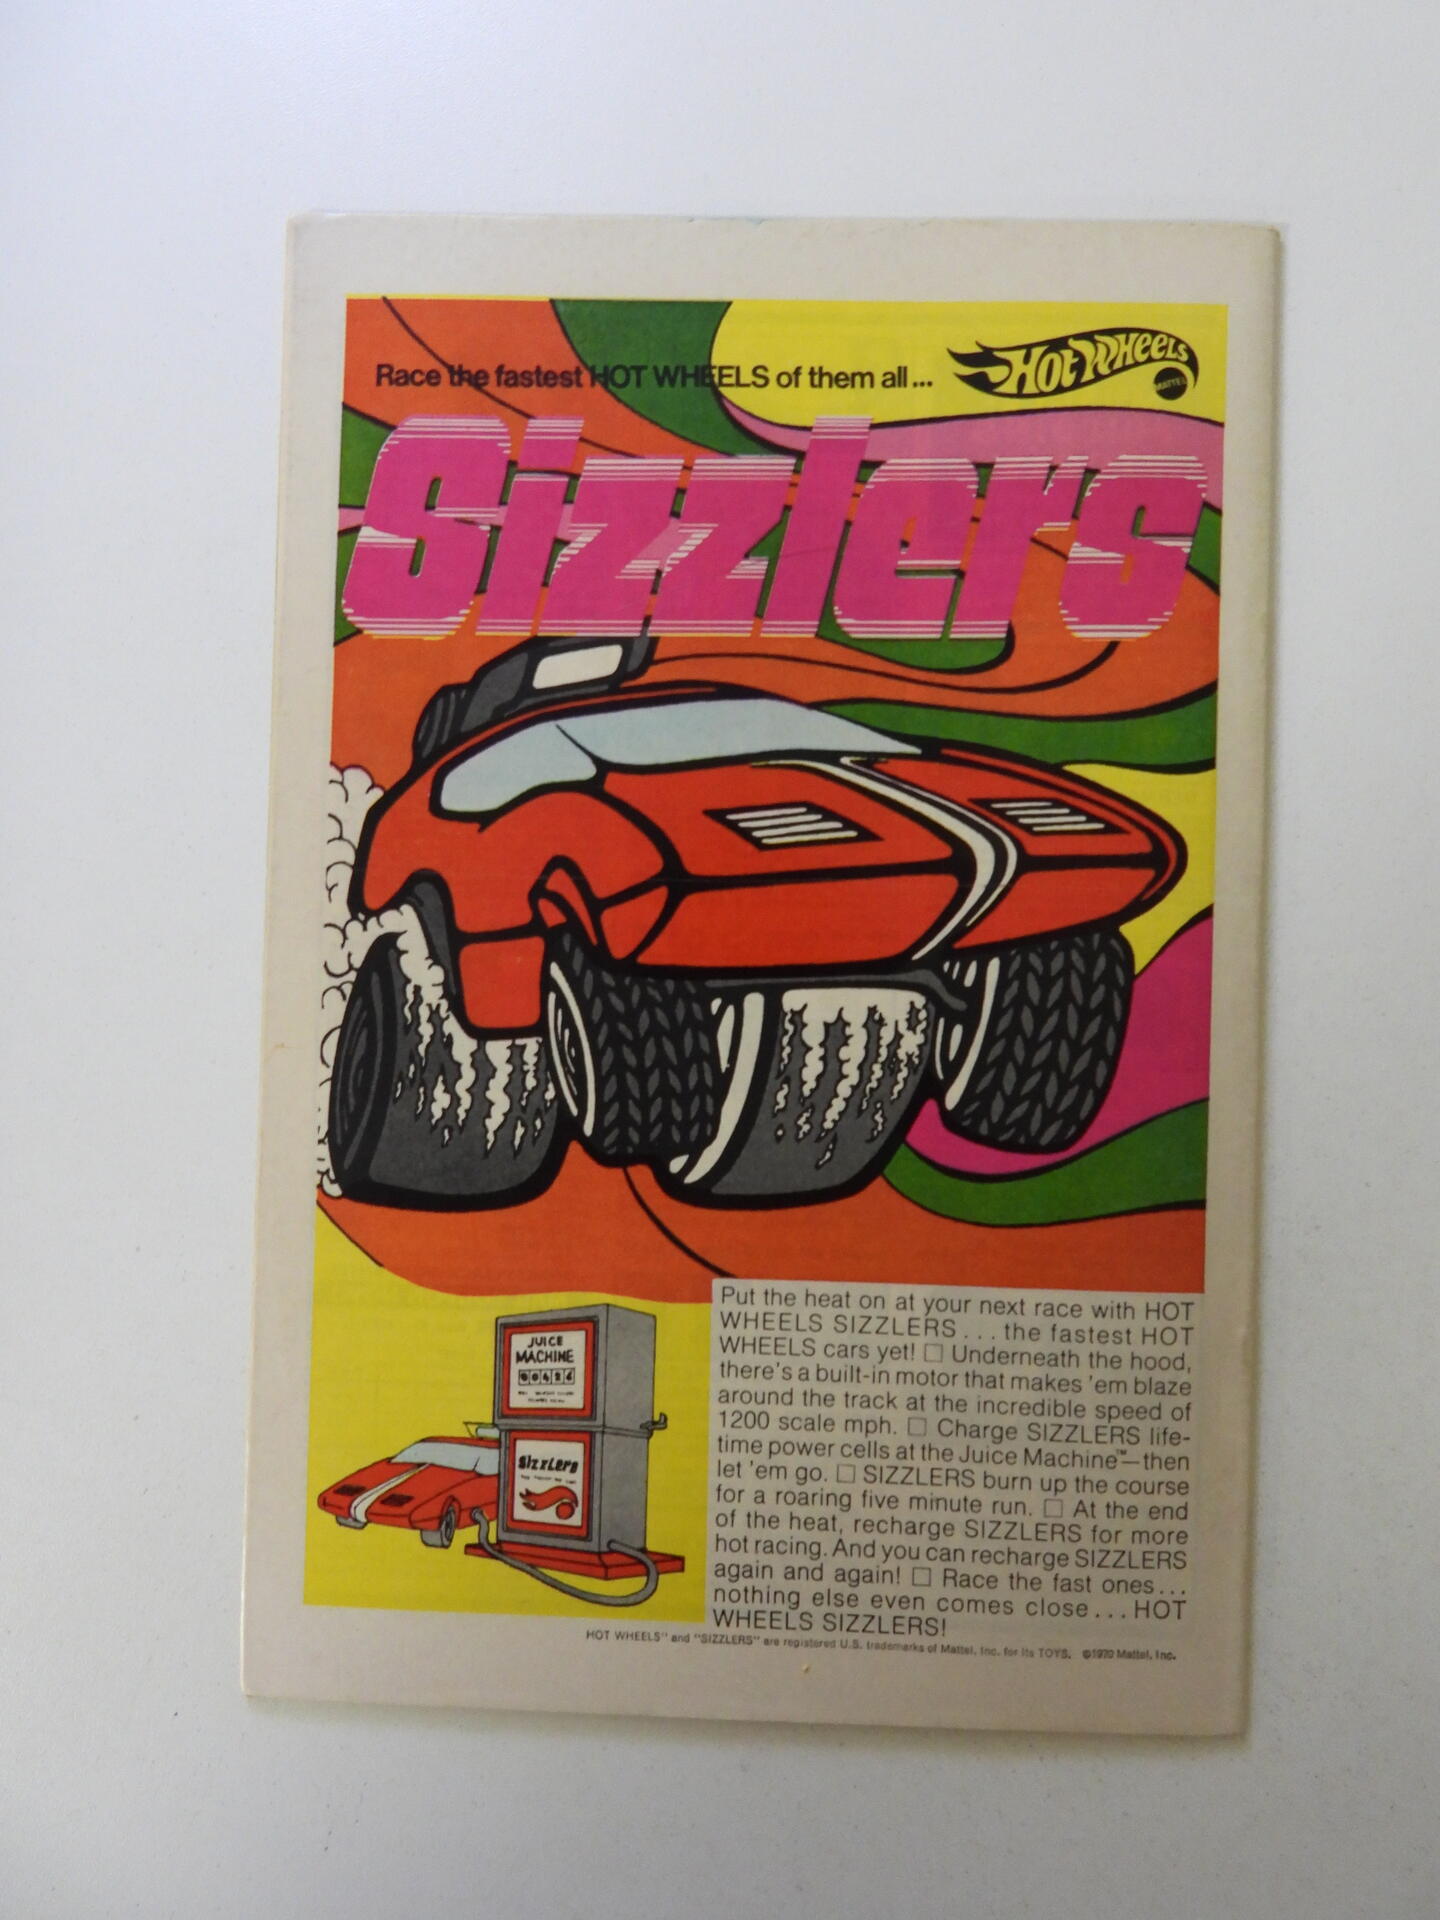 Race the fastest HOT WHEELS of them all...
Hot Wheels
MATTEL
Sizzlers
Put the heat on at your next race with HOT
WHEELS SIZZLERS... the fastest HOT
WHEELS cars yet! □ Underneath the hood,
there's a built-in motor that makes 'em blaze
around the track at the incredible speed of
1200 scale mph. □ Charge SIZZLERS life-
time power cells at the Juice Machine™—then
let 'em go. □ SIZZLERS burn up the course
for a roaring five minute run. □ At the end
of the heat, recharge SIZZLERS for more
hot racing. And you can recharge SIZZLERS
again and again! □ Race the fast ones...
nothing else even comes close... HOT
WHEELS SIZZLERS!
JUICE
MACHINE
00426
Sizzlers
HOT WHEELS" and "SIZZLERS" are registered U.S. trademarks of Mattel, Inc. for its TOYS. ©1970 Mattel, Inc.